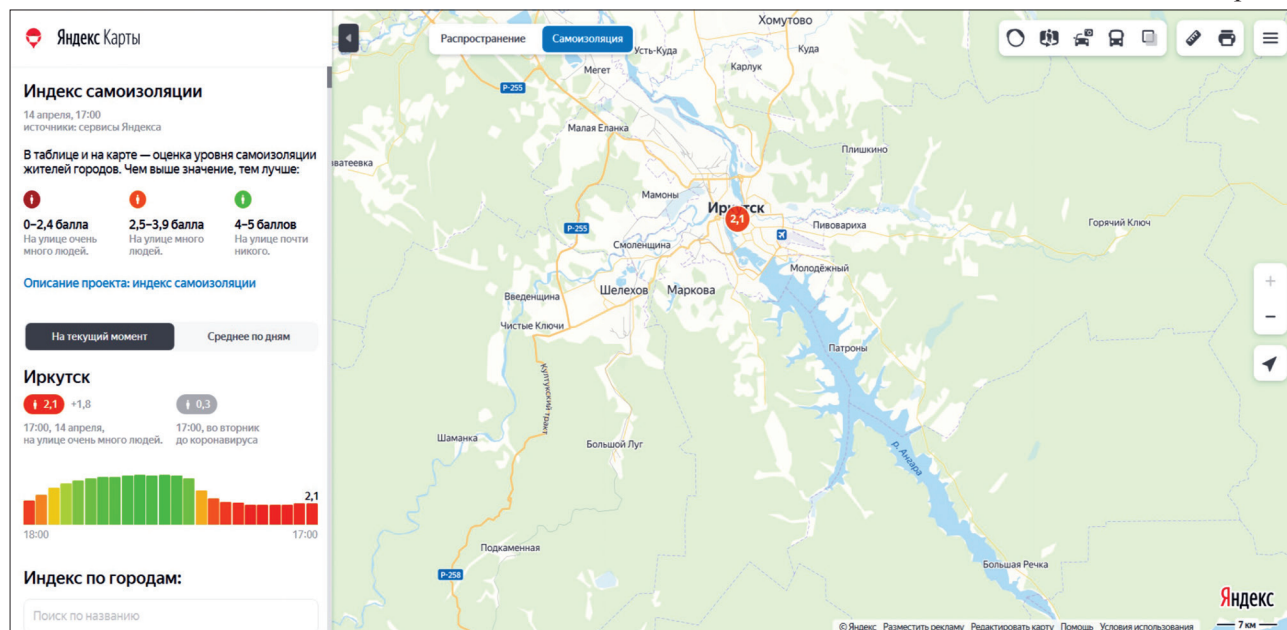 Яндекс Карты
Индекс самоизоляции
14 апреля, 17:00
источники: сервисы Яндекса
В таблице и на карте — оценка уровня самоизоляции
жителей городов. Чем выше значение, тем лучше:
0–2,4 балла
На улице очень
много людей.
2,5–3,9 балла
На улице много
людей.
4–5 баллов
На улице почти
никого.
Описание проекта: индекс самоизоляции
На текущий момент
Среднее по дням
Иркутск
2,1 +1,8
17:00, 14 апреля,
на улице очень много людей.
0,3
17:00, во вторник
до коронавируса
2,1
18:00
17:00
Индекс по городам:
Поиск по названию
Распространение
Самоизоляция
Хомутово
Усть-Куда
Куда
Мегет
Карлук
Р-255
Малая Еланка
Плишкино
Мамоны
Иркутск
2,1
Горячий Ключ
Пивовариха
Р-255
Смоленщина
Молодёжный
Введенщина
Шелехов
Маркова
Чистые Ключи
Патроны
Култукский тракт
Шаманка
Большой Луг
р. Ангара
Подкаменная
Большая Речка
Р-258
Яндекс
© Яндекс Разместить рекламу Редактировать карту Помощь Условия использования
7 км